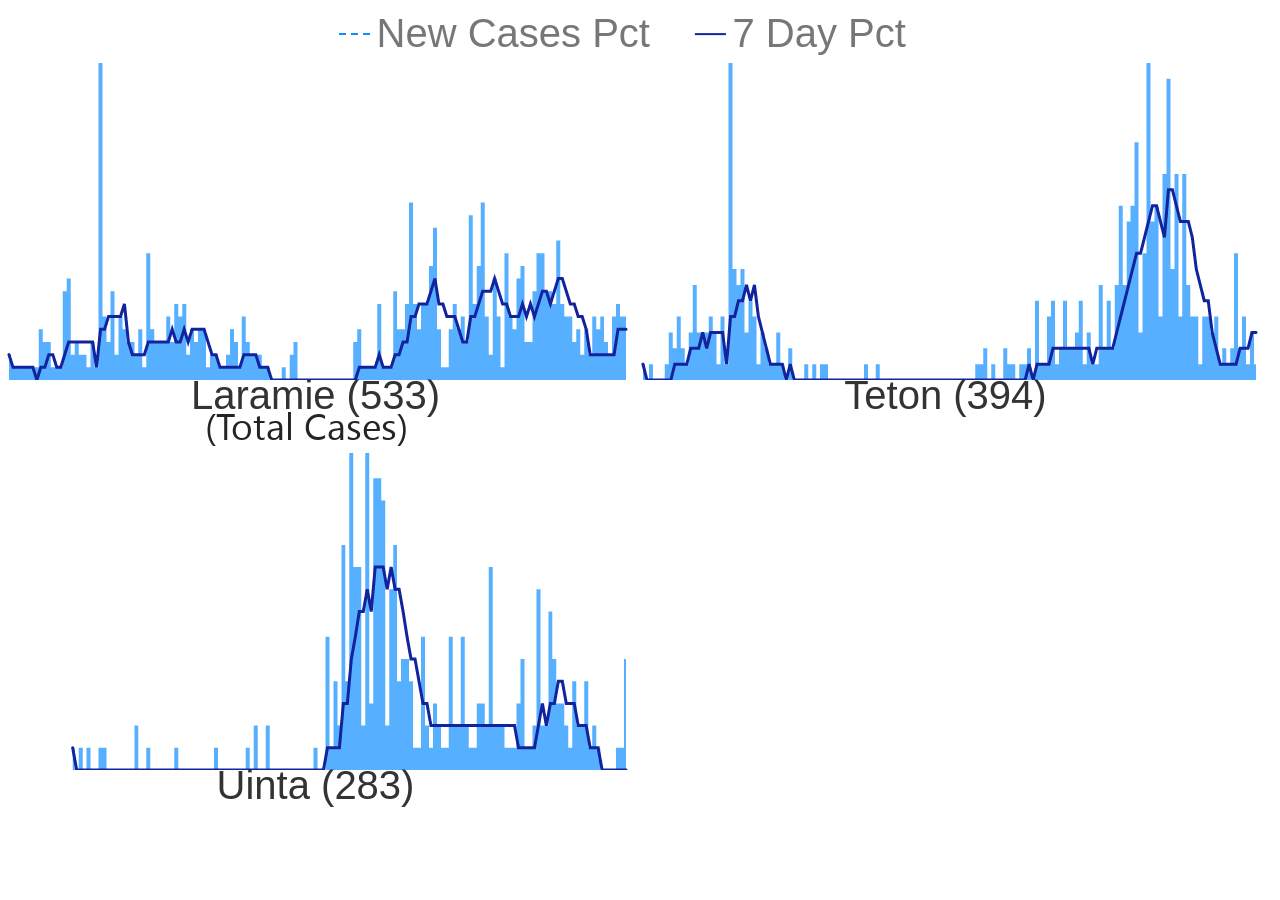 New Cases Pct 7 Day Pct
Laramie (533) Teton (394)
(Total Cases)
Uinta (283)